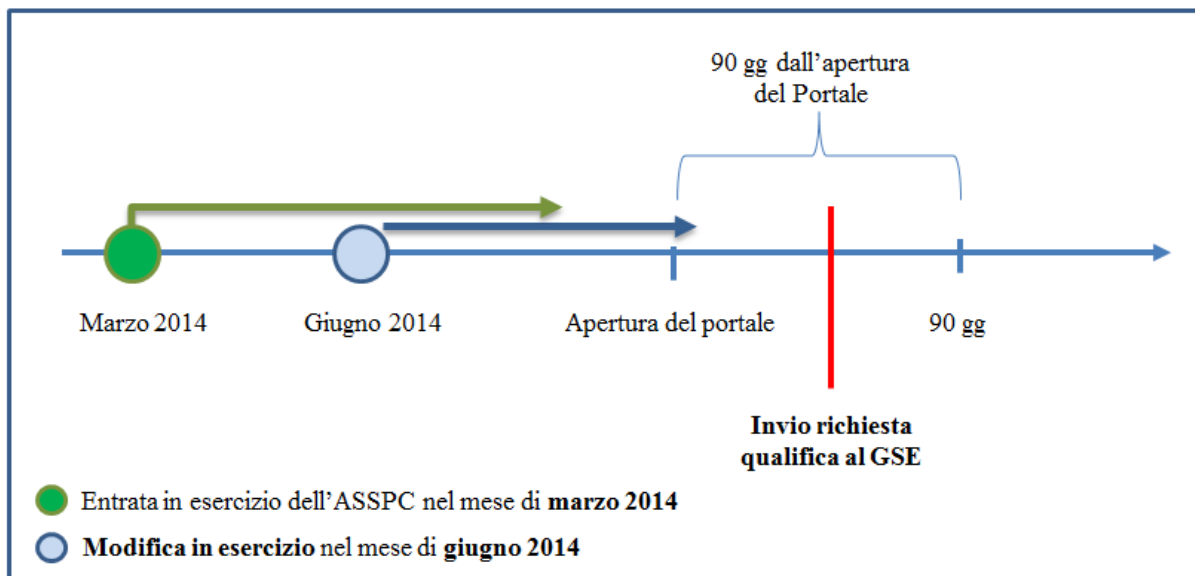 90 gg dall'apertura
del Portale
Marzo 2014
Giugno 2014
Apertura del portale
90 gg
Invio richiesta
qualifica al GSE
Entrata in esercizio dell'ASSPC nel mese di marzo 2014
Modifica in esercizio nel mese di giugno 2014